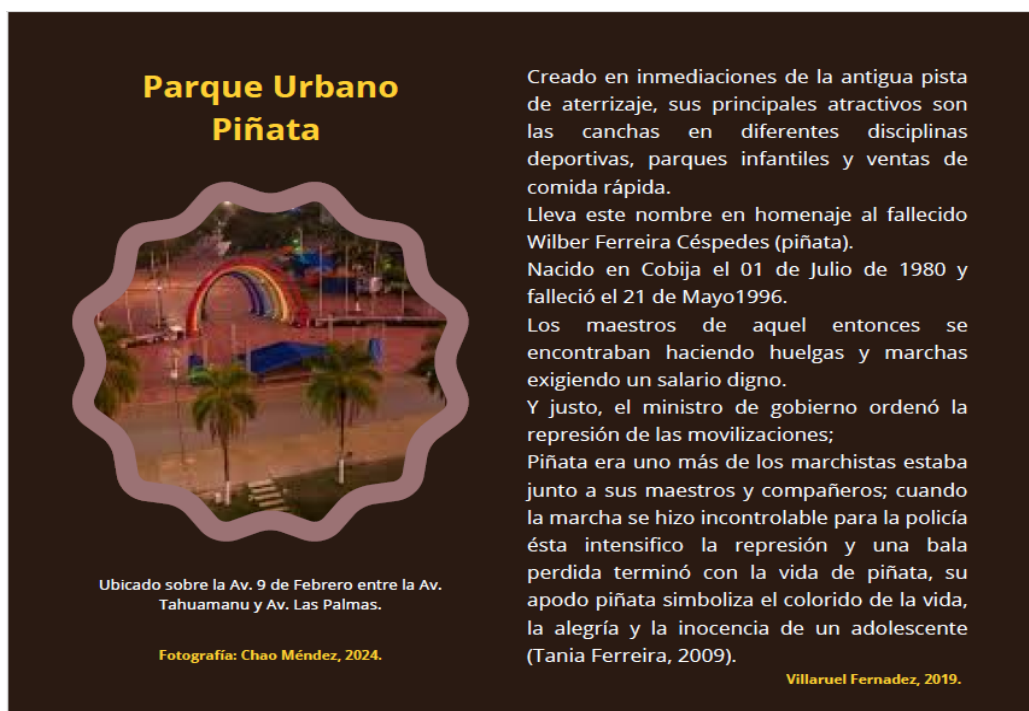 Parque Urbano
Piñata
Ubicado sobre la Av. 9 de Febrero entre la Av.
Tahuamanu y Av. Las Palmas.
Fotografía: Chao Méndez, 2024.
Creado en inmediaciones de la antigua pista
de aterrizaje, sus principales atractivos son
las canchas en diferentes disciplinas
deportivas, parques infantiles y ventas de
comida rápida.
Lleva este nombre en homenaje al fallecido
Wilber Ferreira Céspedes (piñata).
Nacido en Cobija el 01 de Julio de 1980 y
falleció el 21 de Mayo1996.
Los maestros de aquel entonces se
encontraban haciendo huelgas y marchas
exigiendo un salario digno.
Y justo, el ministro de gobierno ordenó la
represión de las movilizaciones;
Piñata era uno más de los marchistas estaba
junto a sus maestros y compañeros; cuando
la marcha se hizo incontrolable para la policía
ésta intensifico la represión y una bala
perdida terminó con la vida de piñata, su
apodo piñata simboliza el colorido de la vida,
la alegría y la inocencia de un adolescente
(Tania Ferreira, 2009).
Villaruel Fernadez, 2019.